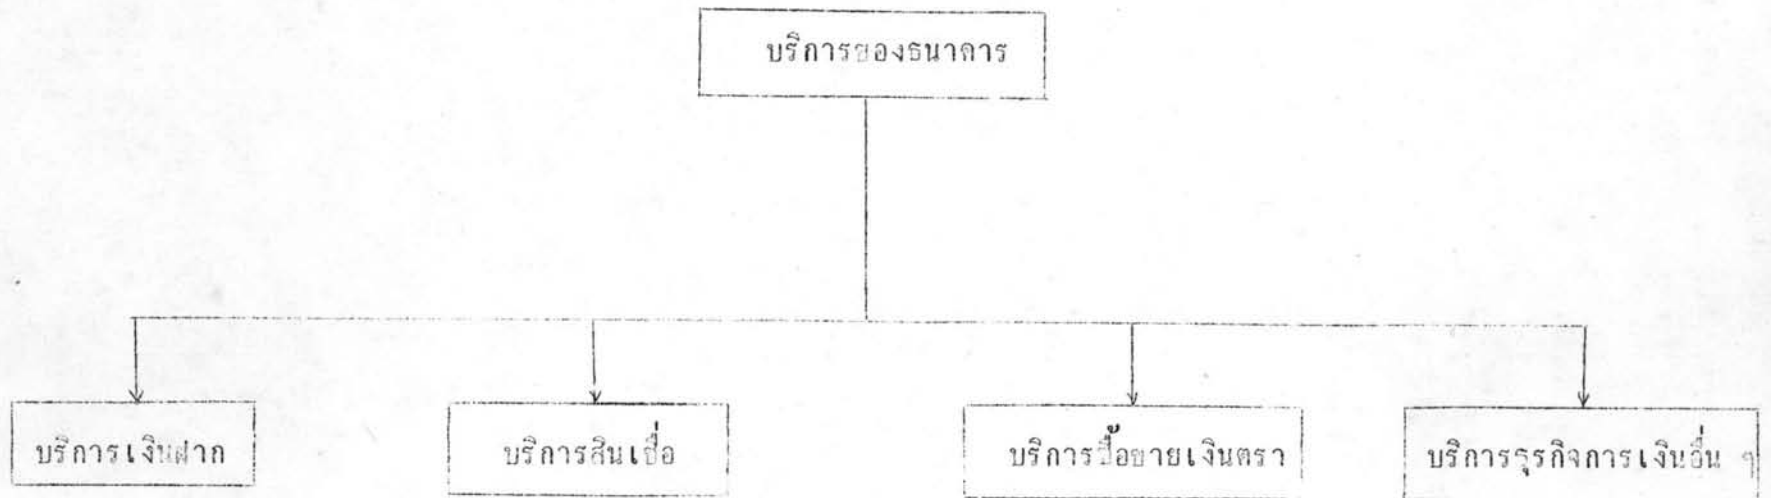 บริการของธนาคาร
บริการเงินฝาก
บริการสินเชื่อ
บริการซื้อขายเงินตรา
บริการธุรกิจการเงินอื่น ๆ